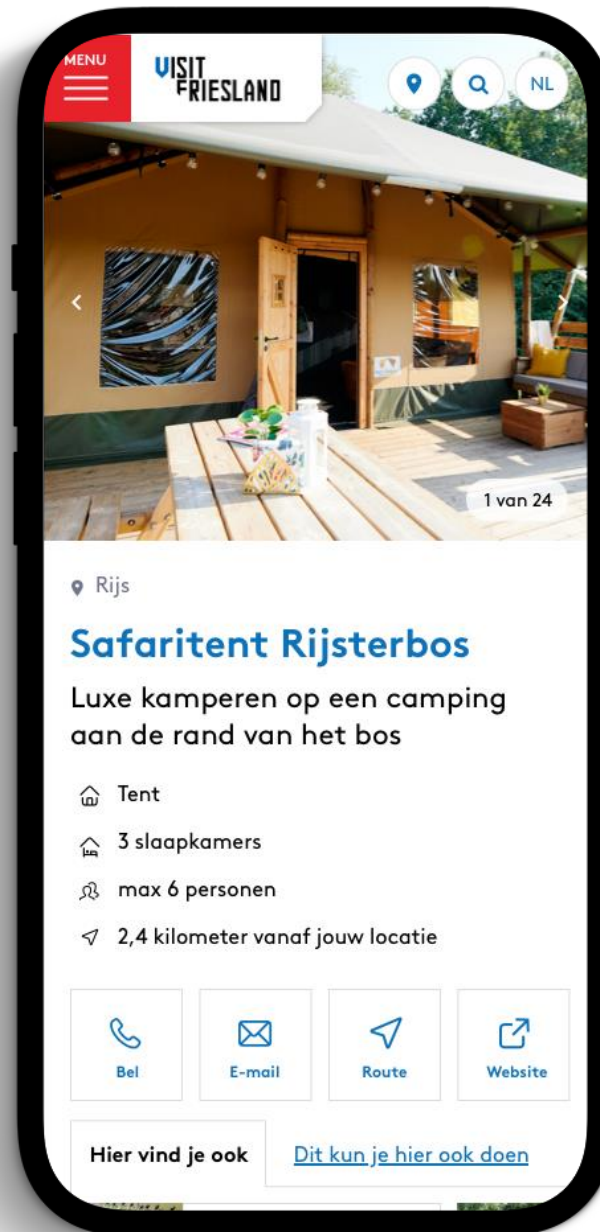 MENU
VISIT
FRIESLAND
NL
1 van 24
Rijs
Safaritent Rijsterbos
Luxe kamperen op een camping
aan de rand van het bos
Tent
3 slaapkamers
max 6 personen
2,4 kilometer vanaf jouw locatie
Bel
E-mail
Route
Website
Hier vind je ook
Dit kun je hier ook doen